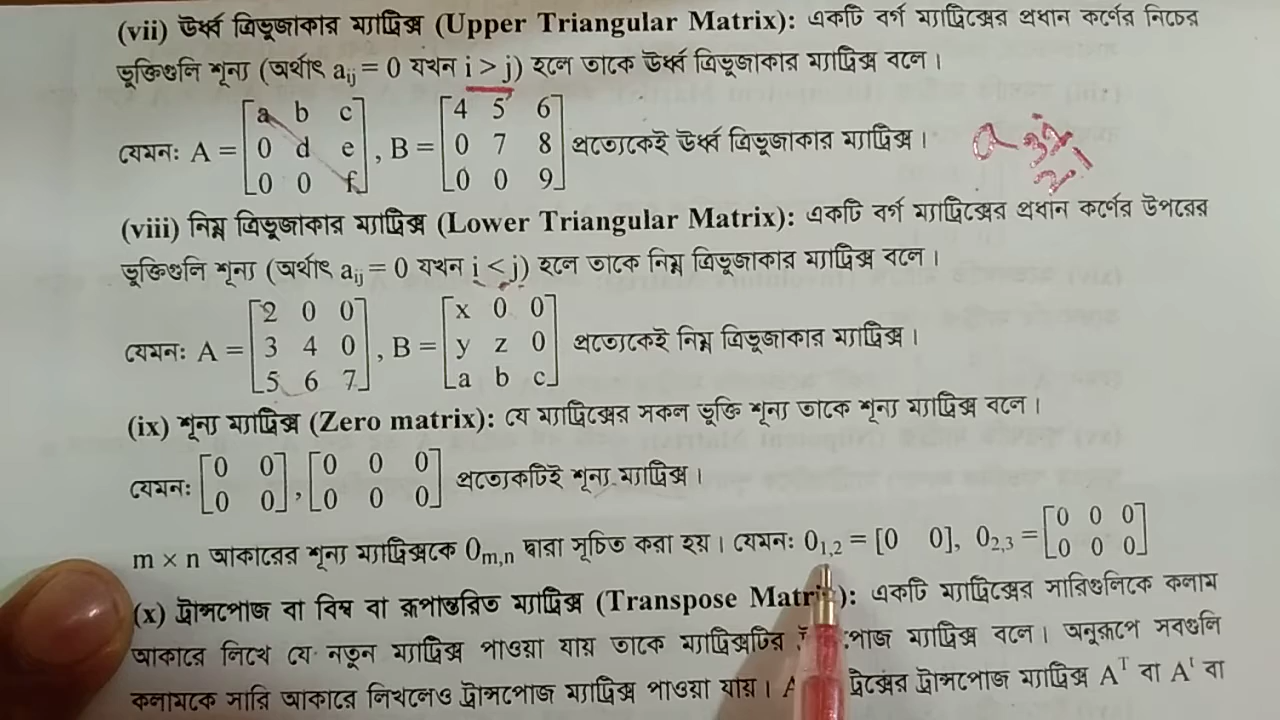 (vii) ঊর্ধ্ব ত্রিভূজাকার ম্যাট্রিক্স (Upper Triangular Matrix): একটি বর্গ ম্যাট্রিক্সের প্রধান কর্ণের নিচের
ভূক্তিগুলি শূন্য (অর্থাৎ aᵢⱼ = 0 যখন i > j) হলে তাকে ঊর্ধ্ব ত্রিভূজাকার ম্যাট্রিক্স বলে।
যেমন: A = [a b c; 0 d e; 0 0 f], B = [4 5 6; 0 7 8; 0 0 9] প্রত্যেকেই ঊর্ধ্ব ত্রিভূজাকার ম্যাট্রিক্স।
(viii) নিম্ন ত্রিভূজাকার ম্যাট্রিক্স (Lower Triangular Matrix): একটি বর্গ ম্যাট্রিক্সের প্রধান কর্ণের উপরের
ভূক্তিগুলি শূন্য (অর্থাৎ aᵢⱼ = 0 যখন i < j) হলে তাকে নিম্ন ত্রিভূজাকার ম্যাট্রিক্স বলে।
যেমন: A = [2 0 0; 3 4 0; 5 6 7], B = [x 0 0; y z 0; a b c] প্রত্যেকেই নিম্ন ত্রিভূজাকার ম্যাট্রিক্স।
(ix) শূন্য ম্যাট্রিক্স (Zero matrix): যে ম্যাট্রিক্সের সকল ভুক্তি শূন্য তাকে শূন্য ম্যাট্রিক্স বলে।
যেমন: [0 0; 0 0], [0 0 0; 0 0 0] প্রত্যেকটিই শূন্য ম্যাট্রিক্স।
m × n আকারের শূন্য ম্যাট্রিক্সকে 0m,n দ্বারা সূচিত করা হয়। যেমন: 0₁,₂ = [0 0], 0₂,₃ = [0 0 0; 0 0 0]
(x) ট্রান্সপোজ বা বিম্ব বা রূপান্তরিত ম্যাট্রিক্স (Transpose Matrix): একটি ম্যাট্রিক্সের সারিগুলিকে কলাম
আকারে লিখে যে নতুন ম্যাট্রিক্স পাওয়া যায় তাকে ম্যাট্রিক্সটির ম্যাট্রিক্স বলে। অনুরূপে সবগুলি
কলামকে সারি আকারে লিখলেও ট্রান্সপোজ ম্যাট্রিক্স পাওয়া যায়। ট্রান্সপোজ ম্যাট্রিক্স Aᵀ বা Aᵗ বা